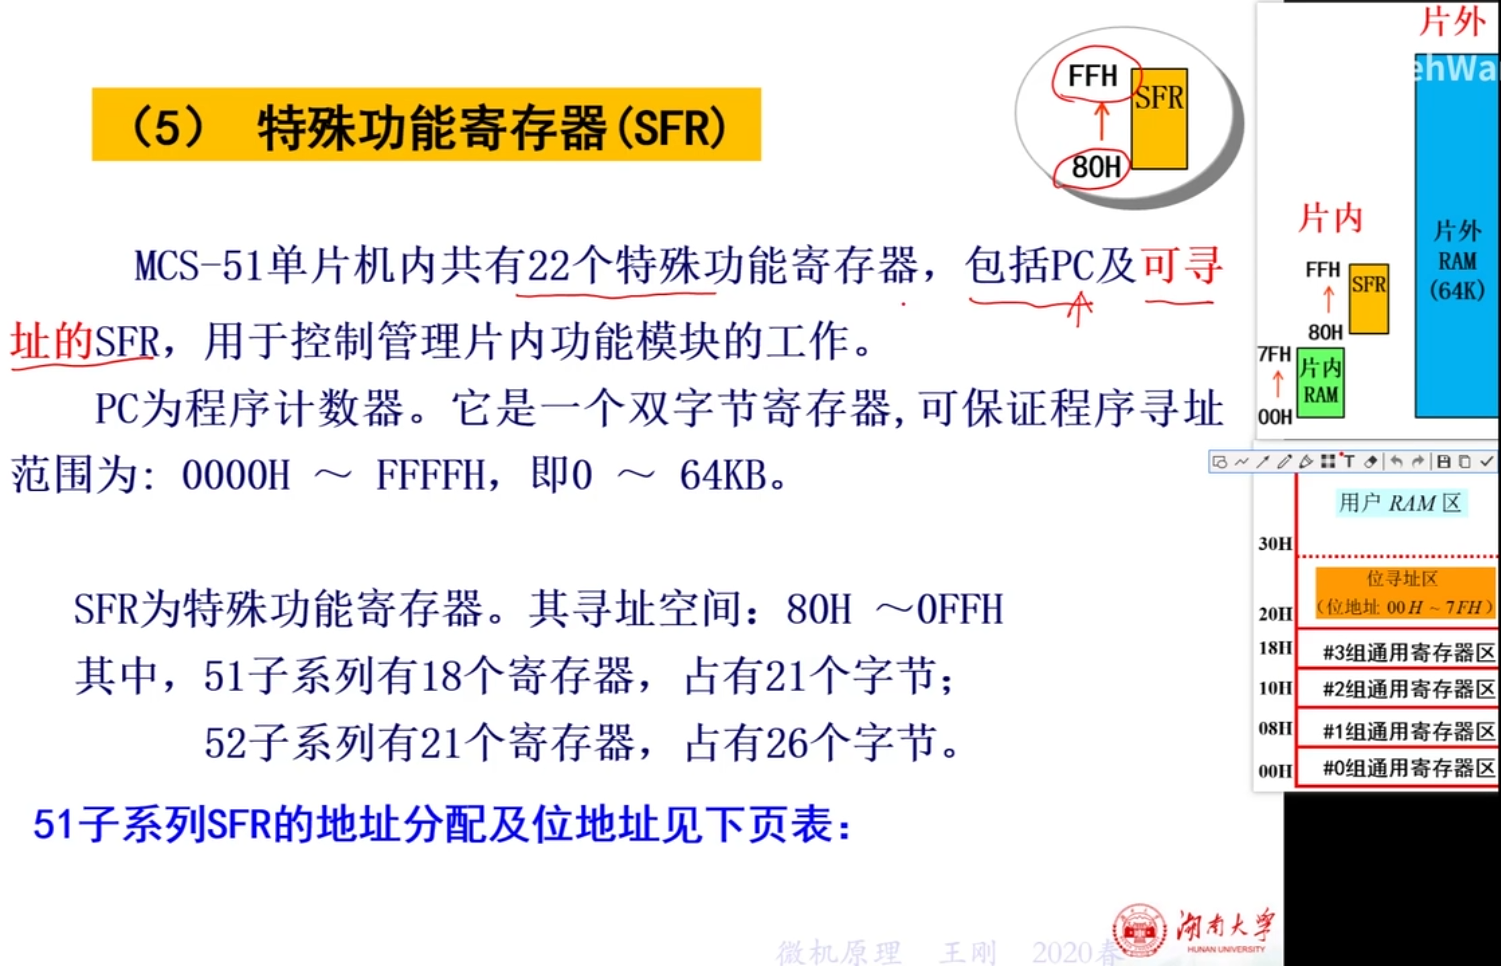 （5） 特殊功能寄存器(SFR)
FFH
SFR
80H
MCS-51单片机内共有22个特殊功能寄存器，包括PC及可寻
址的SFR，用于控制管理片内功能模块的工作。
PC为程序计数器。它是一个双字节寄存器,可保证程序寻址
范围为: 0000H ～ FFFFH，即0 ～ 64KB。
SFR为特殊功能寄存器。其寻址空间：80H ～0FFH
其中，51子系列有18个寄存器，占有21个字节；
52子系列有21个寄存器，占有26个字节。
51子系列SFR的地址分配及位地址见下页表：
片外
ehWa
片内
片外
RAM
(64K)
FFH
SFR
80H
7FH
片内
RAM
00H
T
用户 RAM 区
30H
位寻址区
（位地址 00H ~ 7FH）
20H
18H #3组通用寄存器区
10H #2组通用寄存器区
08H #1组通用寄存器区
00H #0组通用寄存器区
湖南大学
HUNAN UNIVERSITY
微机原理 王刚 2020春